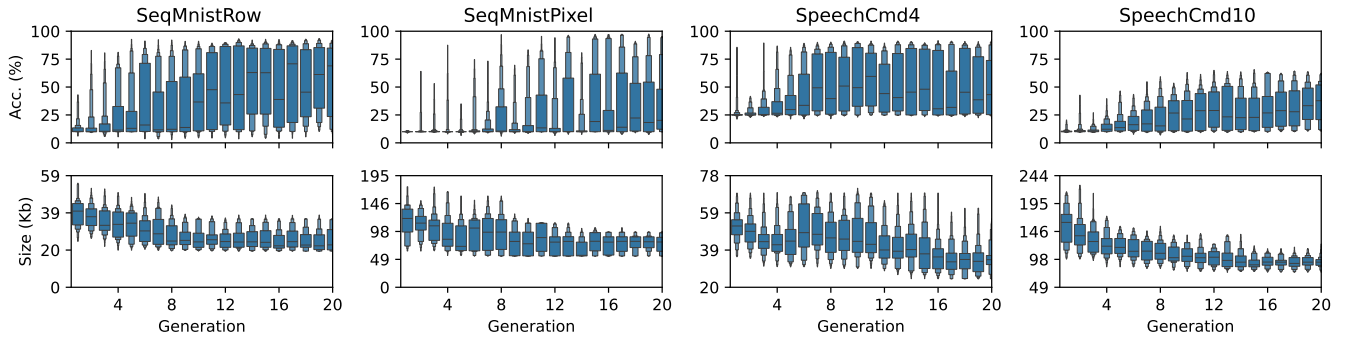 SeqMnistRow SeqMnistPixel SpeechCmd4 SpeechCmd10
Acc. (%)
100 75 50 25 0
100 75 50 25 0
100 75 50 25 0
100 75 50 25 0
Size (Kb)
59 39 20 0
195 146 98 49 0
78 59 39 20
244 195 146 98 49
4 8 12 16 20
4 8 12 16 20
4 8 12 16 20
4 8 12 16 20
Generation Generation Generation Generation